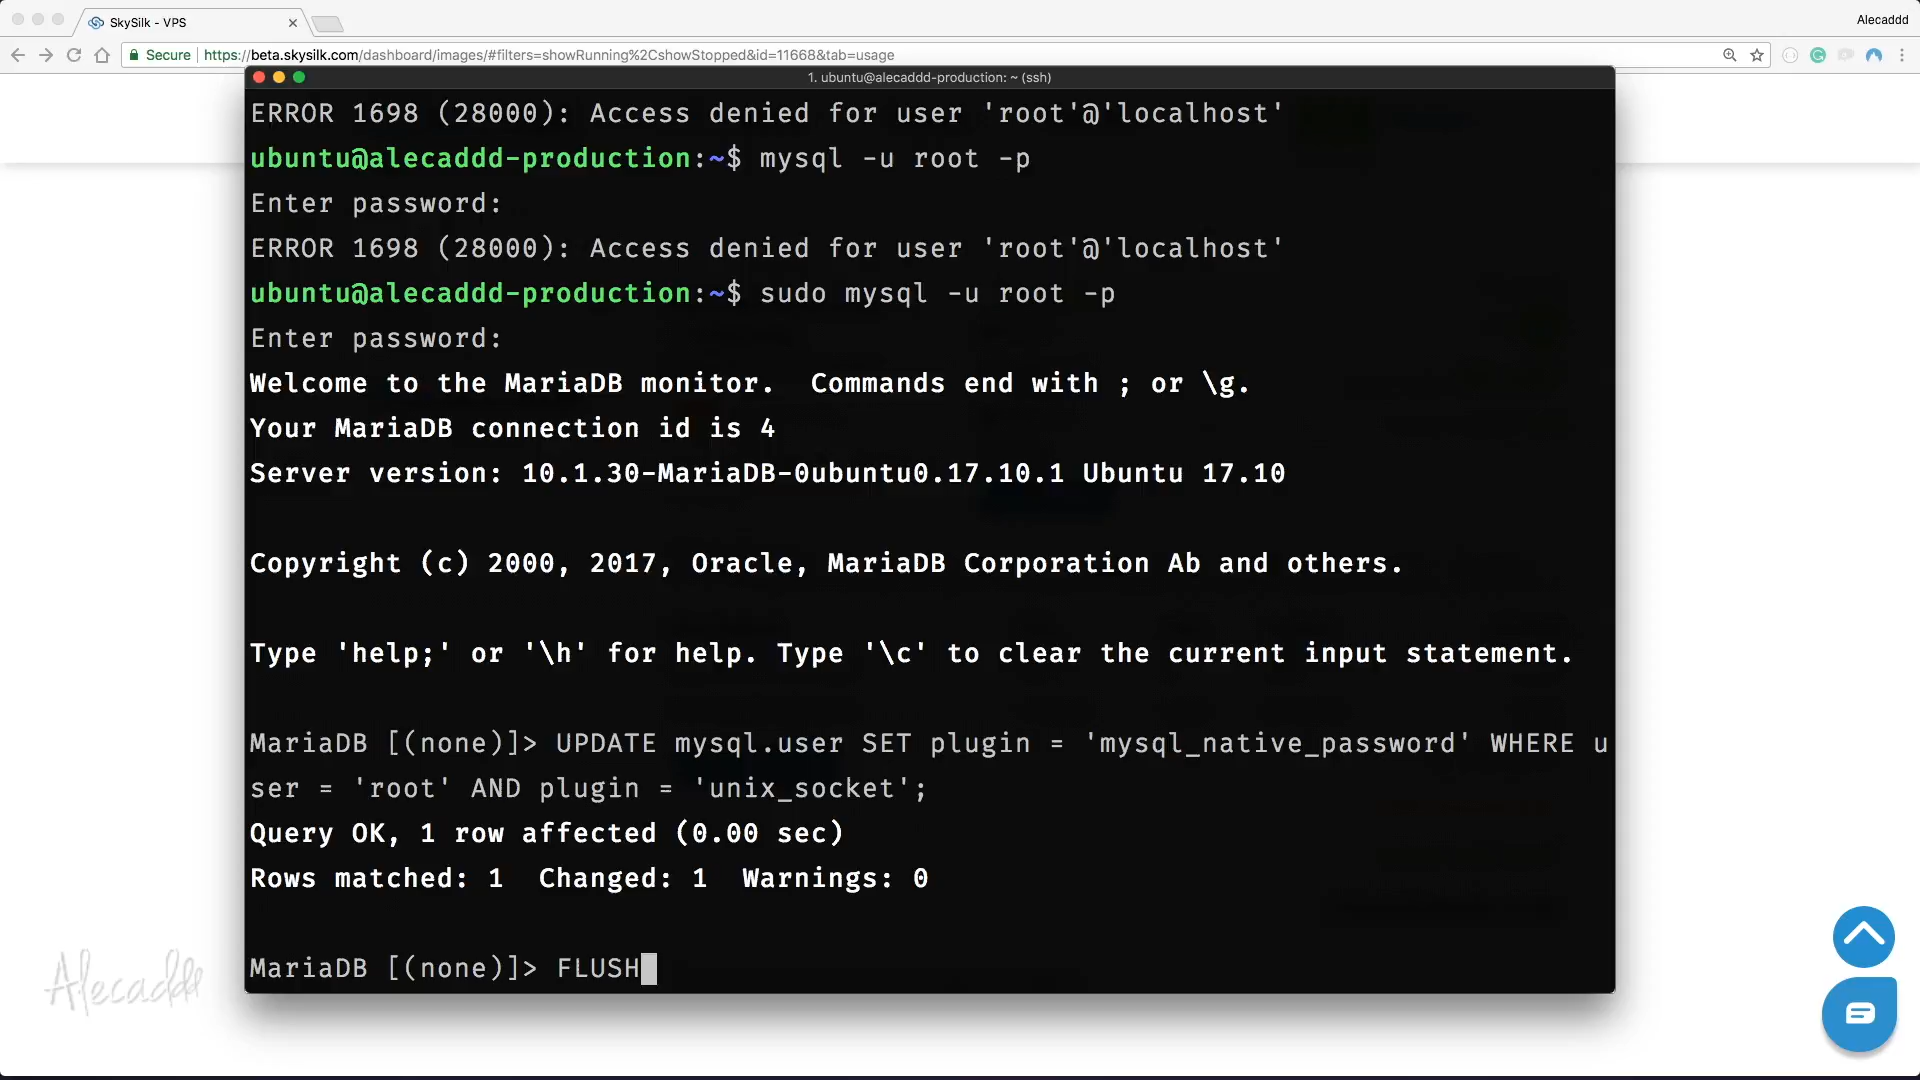 SkySilk - VPS
Alecaddd
Secure https://beta.skysilk.com/dashboard/images/#filters=showRunning%2CshowStopped&id=11668&tab=usage
1. ubuntu@alecaddd-production: ~ (ssh)
ERROR 1698 (28000): Access denied for user 'root'@'localhost'
ubuntu@alecaddd-production:~$ mysql -u root -p
Enter password:
ERROR 1698 (28000): Access denied for user 'root'@'localhost'
ubuntu@alecaddd-production:~$ sudo mysql -u root -p
Enter password:
Welcome to the MariaDB monitor.  Commands end with ; or \g.
Your MariaDB connection id is 4
Server version: 10.1.30-MariaDB-0ubuntu0.17.10.1 Ubuntu 17.10
Copyright (c) 2000, 2017, Oracle, MariaDB Corporation Ab and others.
Type 'help;' or '\h' for help. Type '\c' to clear the current input statement.
MariaDB [(none)]> UPDATE mysql.user SET plugin = 'mysql_native_password' WHERE u
ser = 'root' AND plugin = 'unix_socket';
Query OK, 1 row affected (0.00 sec)
Rows matched: 1  Changed: 1  Warnings: 0
MariaDB [(none)]> FLUSH
Alecaddd